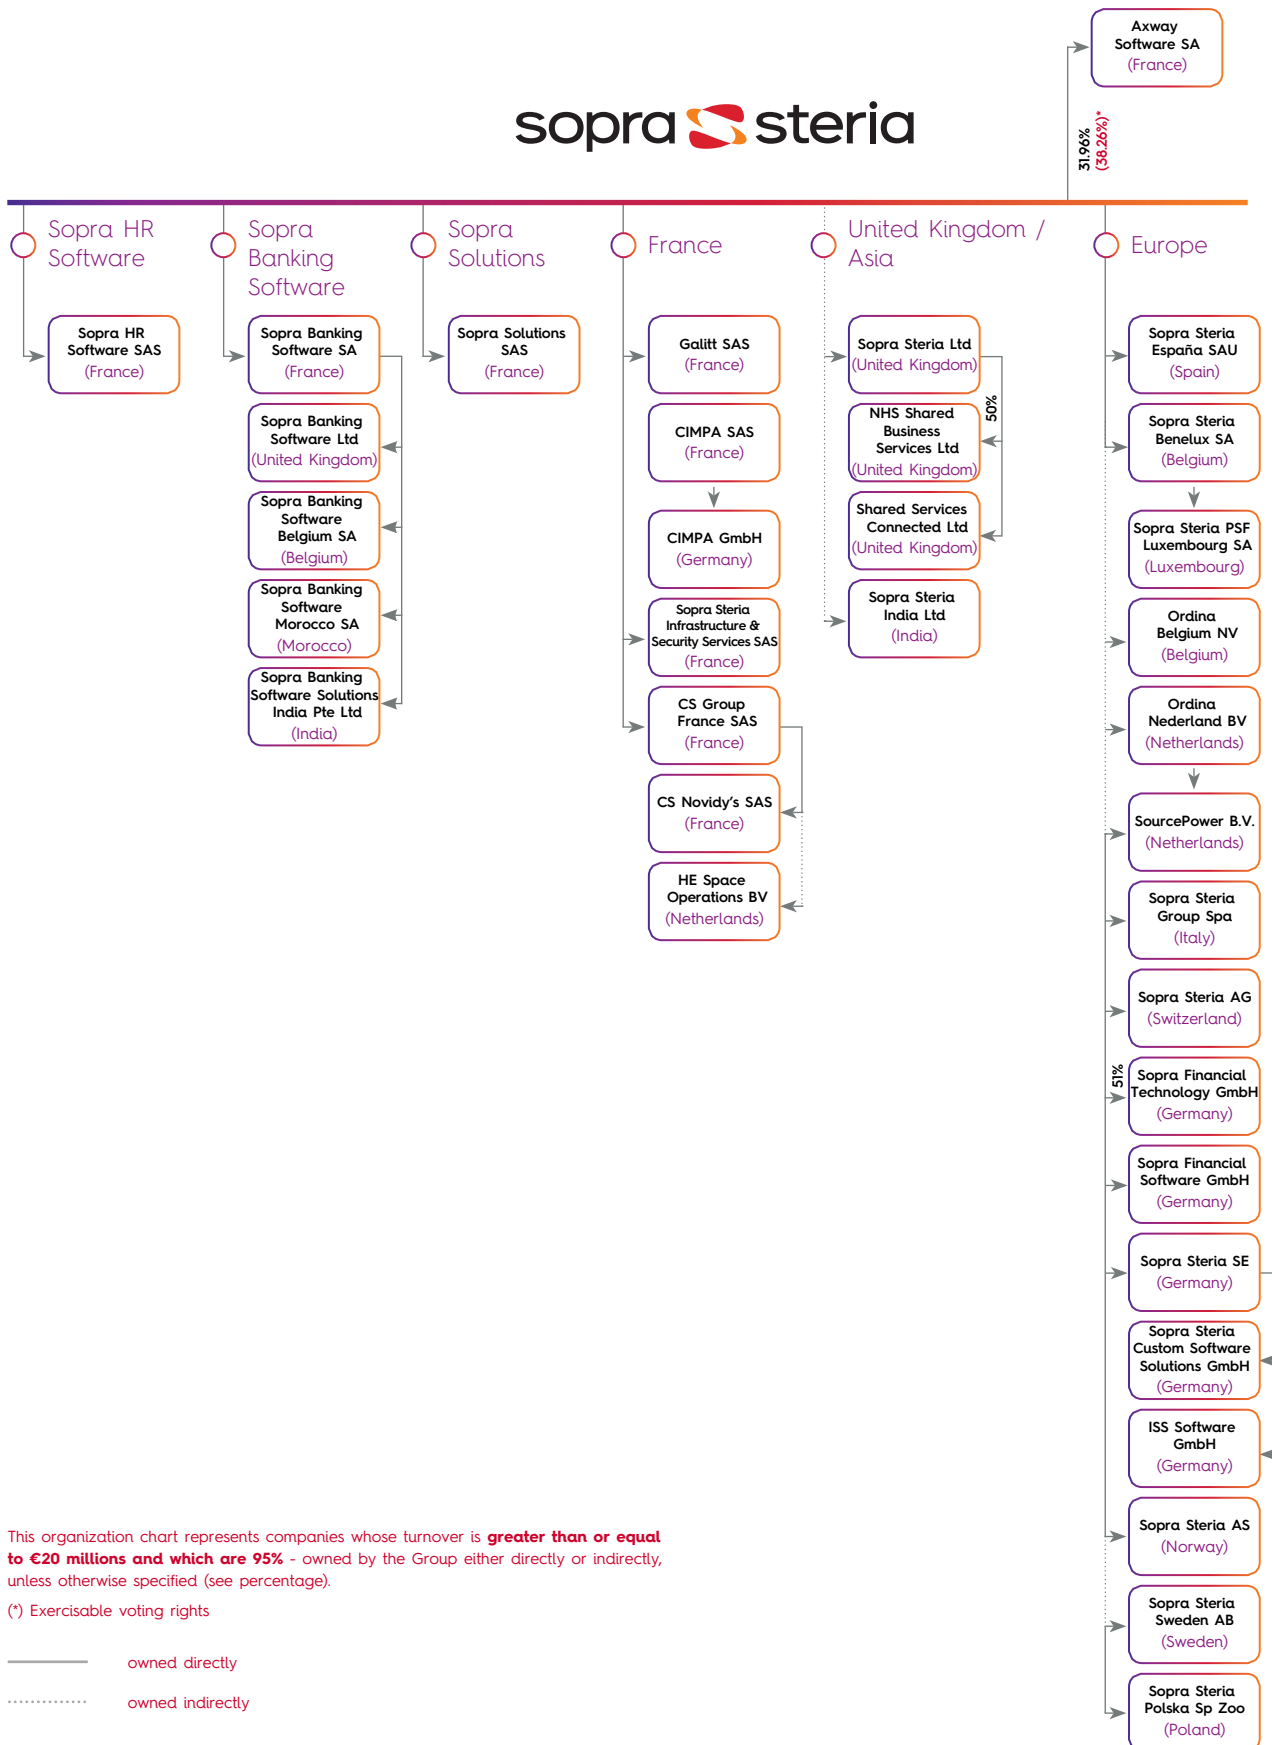 Axway
Software SA
(France)
sopra steria
31.96%
(38.26%)*
Sopra HR
Software
Sopra HR
Software SAS
(France)
Sopra
Banking
Software
Sopra Banking
Software SA
(France)
Sopra Banking
Software Ltd
(United Kingdom)
Sopra Banking
Software
Belgium SA
(Belgium)
Sopra Banking
Software
Morocco SA
(Morocco)
Sopra Banking
Software Solutions
India Pte Ltd
(India)
Sopra
Solutions
Sopra Solutions
SAS
(France)
France
Galitt SAS
(France)
CIMPA SAS
(France)
CIMPA GmbH
(Germany)
Sopra Steria
Infrastructure &
Security Services SAS
(France)
CS Group
France SAS
(France)
CS Novidy's SAS
(France)
HE Space
Operations BV
(Netherlands)
United Kingdom /
Asia
Sopra Steria Ltd
(United Kingdom)
50%
NHS Shared
Business
Services Ltd
(United Kingdom)
Shared Services
Connected Ltd
(United Kingdom)
Sopra Steria
India Ltd
(India)
Europe
Sopra Steria
España SAU
(Spain)
Sopra Steria
Benelux SA
(Belgium)
Sopra Steria PSF
Luxembourg SA
(Luxembourg)
Ordina
Belgium NV
(Belgium)
Ordina
Nederland BV
(Netherlands)
SourcePower B.V.
(Netherlands)
Sopra Steria
Group Spa
(Italy)
Sopra Steria AG
(Switzerland)
51%
Sopra Financial
Technology GmbH
(Germany)
Sopra Financial
Software GmbH
(Germany)
Sopra Steria SE
(Germany)
Sopra Steria
Custom Software
Solutions GmbH
(Germany)
ISS Software
GmbH
(Germany)
Sopra Steria AS
(Norway)
Sopra Steria
Sweden AB
(Sweden)
Sopra Steria
Polska Sp Zoo
(Poland)
This organization chart represents companies whose turnover is greater than or equal
to €20 millions and which are 95% - owned by the Group either directly or indirectly,
unless otherwise specified (see percentage).
(*) Exercisable voting rights
owned directly
owned indirectly